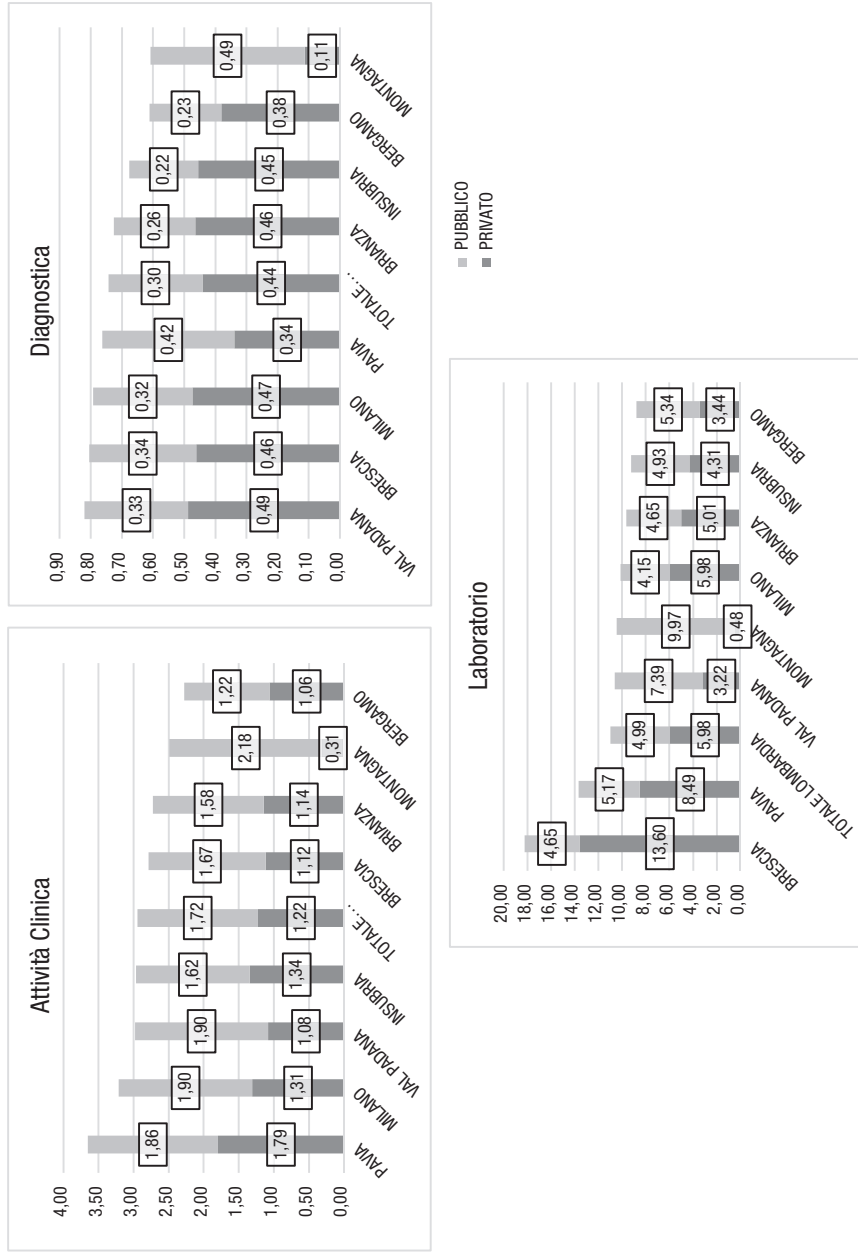 Attività Clinica
4,00
3,50
3,00
2,50
2,00
1,50
1,00
0,50
0,00
1,86 1,90 1,90 1,62 1,72 1,67 1,58 2,18 1,22
1,79 1,31 1,08 1,34 1,22 1,12 1,14 0,31 1,06
PAVIA MILANO VAL PADANA INSUBRIA TOTALE... BRESCIA BRIANZA MONTAGNA BERGAMO
Diagnostica
0,90
0,80
0,70
0,60
0,50
0,40
0,30
0,20
0,10
0,00
0,33 0,34 0,32 0,42 0,30 0,26 0,22 0,23 0,49
0,49 0,46 0,47 0,34 0,44 0,46 0,45 0,38 0,11
VAL PADANA BRESCIA MILANO PAVIA TOTALE... BRIANZA INSUBRIA BERGAMO MONTAGNA
Laboratorio
20,00
18,00
16,00
14,00
12,00
10,00
8,00
6,00
4,00
2,00
0,00
4,65 5,17 4,99 7,39 9,97 4,15 4,65 4,93 5,34
13,60 8,49 5,98 3,22 0,48 5,98 5,01 4,31 3,44
BRESCIA PAVIA TOTALE LOMBARDIA VAL PADANA MONTAGNA MILANO BRIANZA INSUBRIA BERGAMO
PUBBLICO
PRIVATO